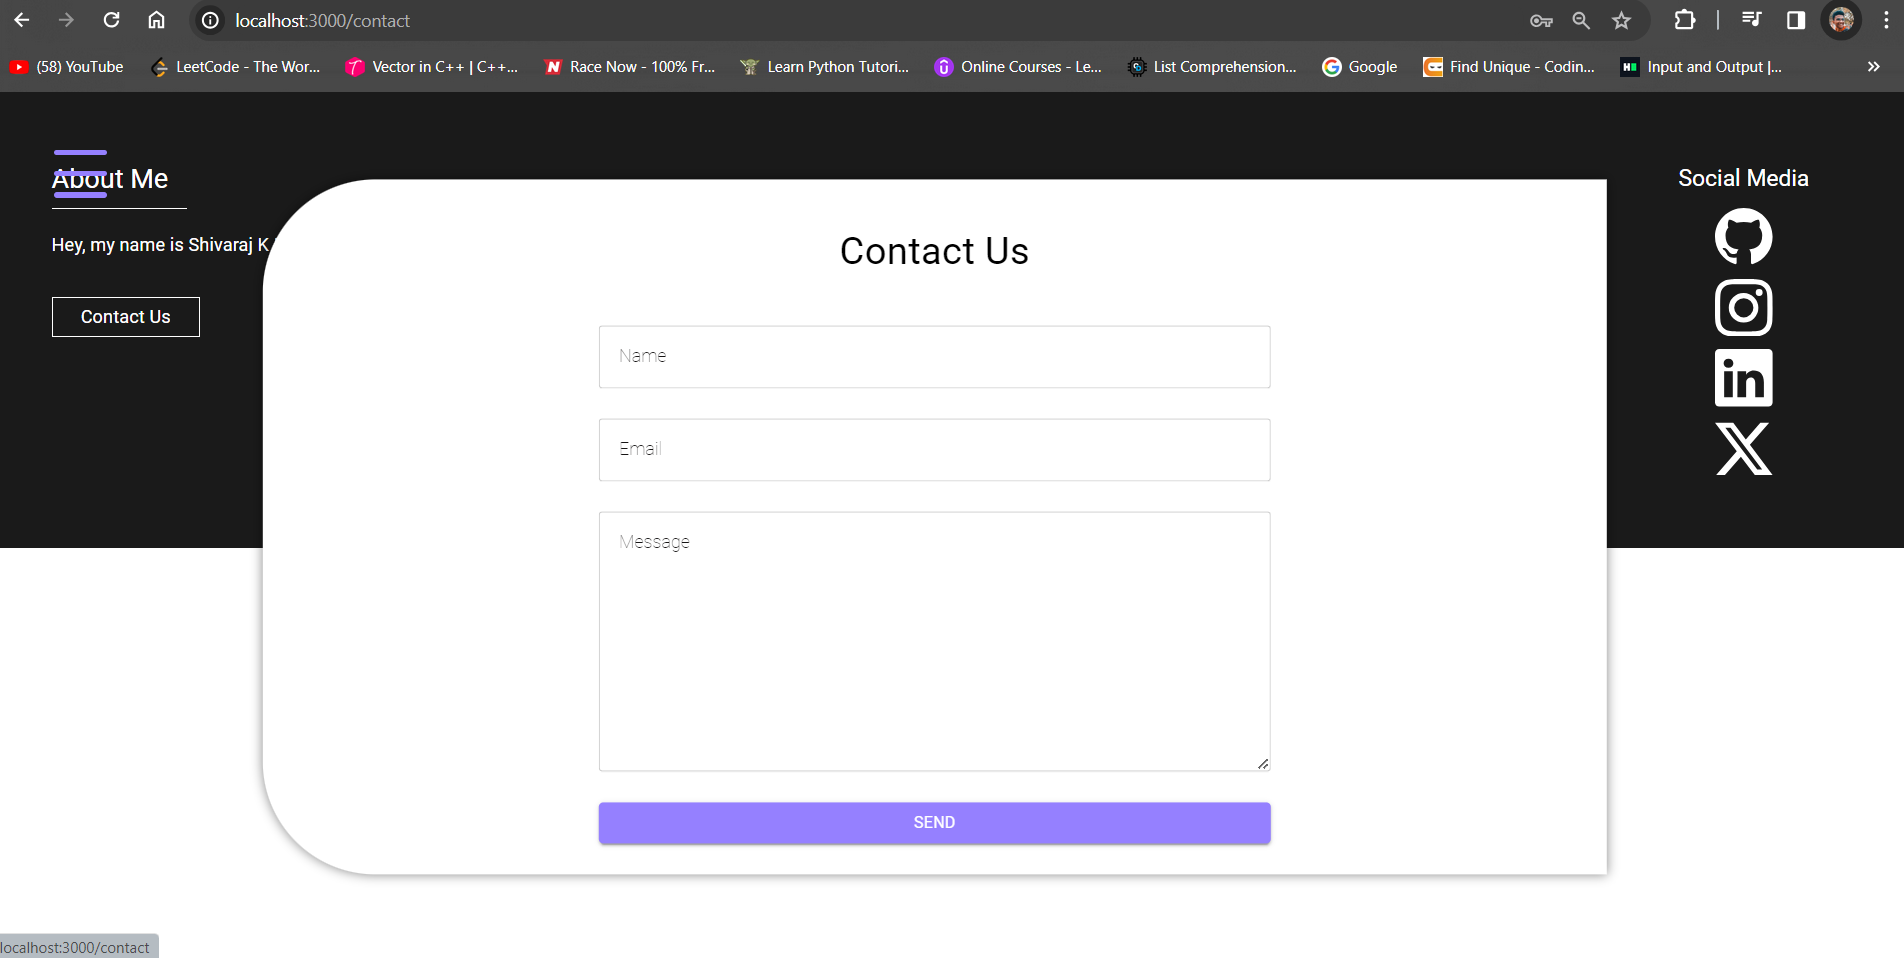 localhost:3000/contact
(58) YouTube
LeetCode - The Wor...
Vector in C++ | C++...
Race Now - 100% Fr...
Learn Python Tutori...
Online Courses - Le...
List Comprehension...
Google
Find Unique - Codin...
Input and Output |...
About Me
Hey, my name is Shivaraj K
Contact Us
Contact Us
Name
Email
Message
SEND
Social Media
localhost:3000/contact